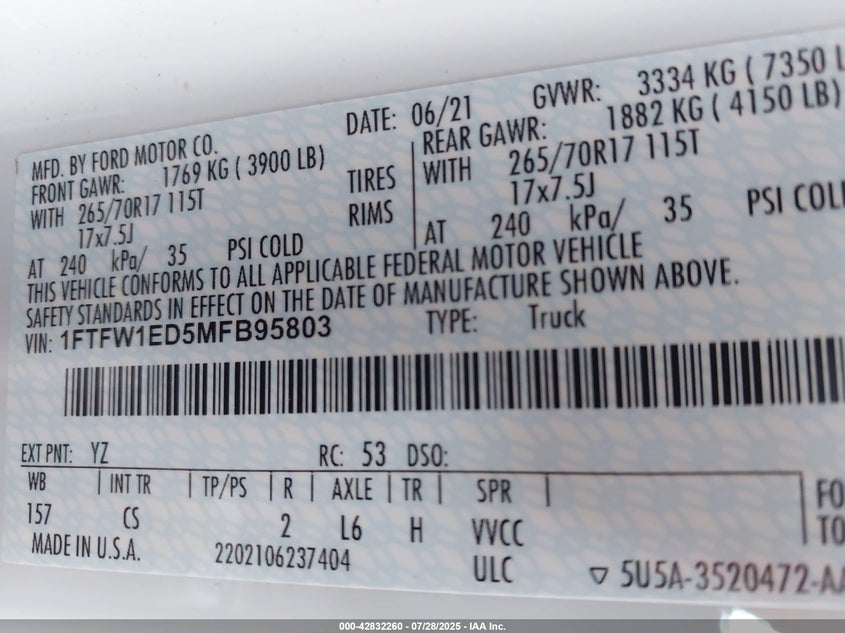 MFD. BY FORD MOTOR CO.
DATE: 06/21
GVWR: 3334 KG ( 7350 L
FRONT GAWR: 1769 KG ( 3900 LB)
REAR GAWR: 1882 KG ( 4150 LB)
WITH 265/70R17 115T
TIRES
WITH 265/70R17 115T
17x7.5J
RIMS
17x7.5J
AT 240 kPa/ 35 PSI COLD
AT 240 kPa/ 35 PSI COL
THIS VEHICLE CONFORMS TO ALL APPLICABLE FEDERAL MOTOR VEHICLE
SAFETY STANDARDS IN EFFECT ON THE DATE OF MANUFACTURE SHOWN ABOVE.
VIN: 1FTFW1ED5MFB95803
TYPE: Truck
EXT PNT: YZ RC: 53 DSO:
WB | INT TR | TP/PS | R | AXLE | TR | SPR |
157 CS 2 L6 H VVCC
FO
TO
MADE IN U.S.A. 2202106237404 ULC
▽ 5U5A-3520472-AA
000-42832260 - 07/28/2025 - IAA Inc.